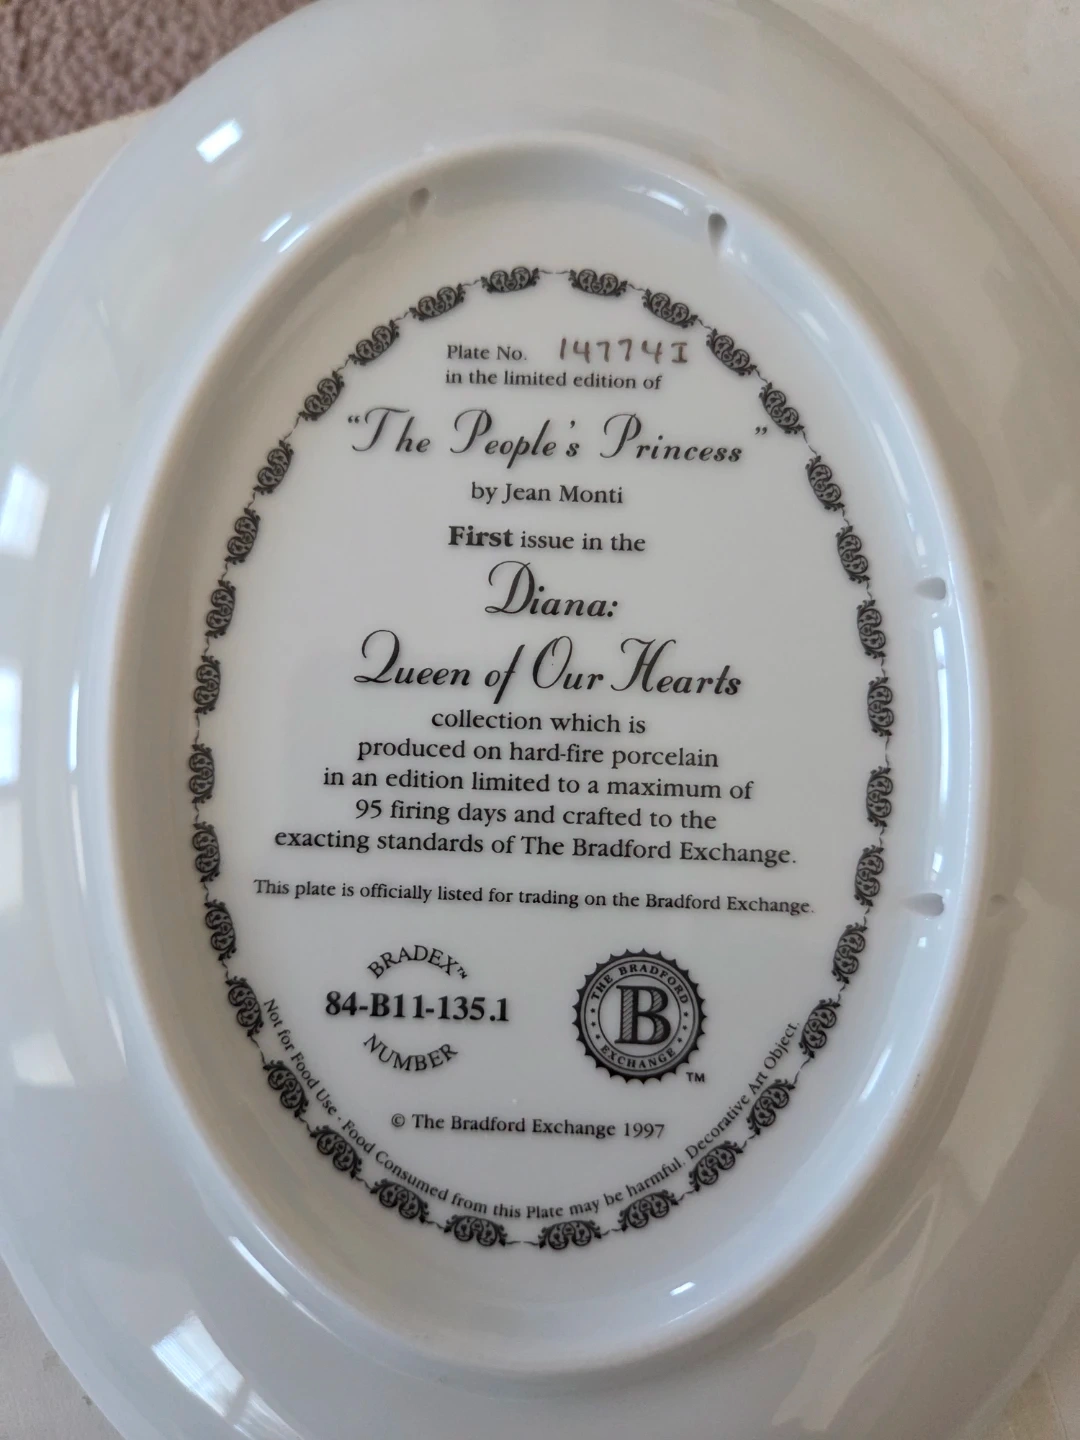 Plate No. 14774I
in the limited edition of
“The People's Princess”
by Jean Monti
First issue in the
Diana:
Queen of Our Hearts
collection which is
produced on hard-fire porcelain
in an edition limited to a maximum of
95 firing days and crafted to the
exacting standards of The Bradford Exchange.
This plate is officially listed for trading on the Bradford Exchange.
BRADEX™
84-B11-135.1
NUMBER
THE BRADFORD
B
EXCHANGE
TM
© The Bradford Exchange 1997
Not for Food Use · Food Consumed from this Plate may be harmful. Decorative Art Object.